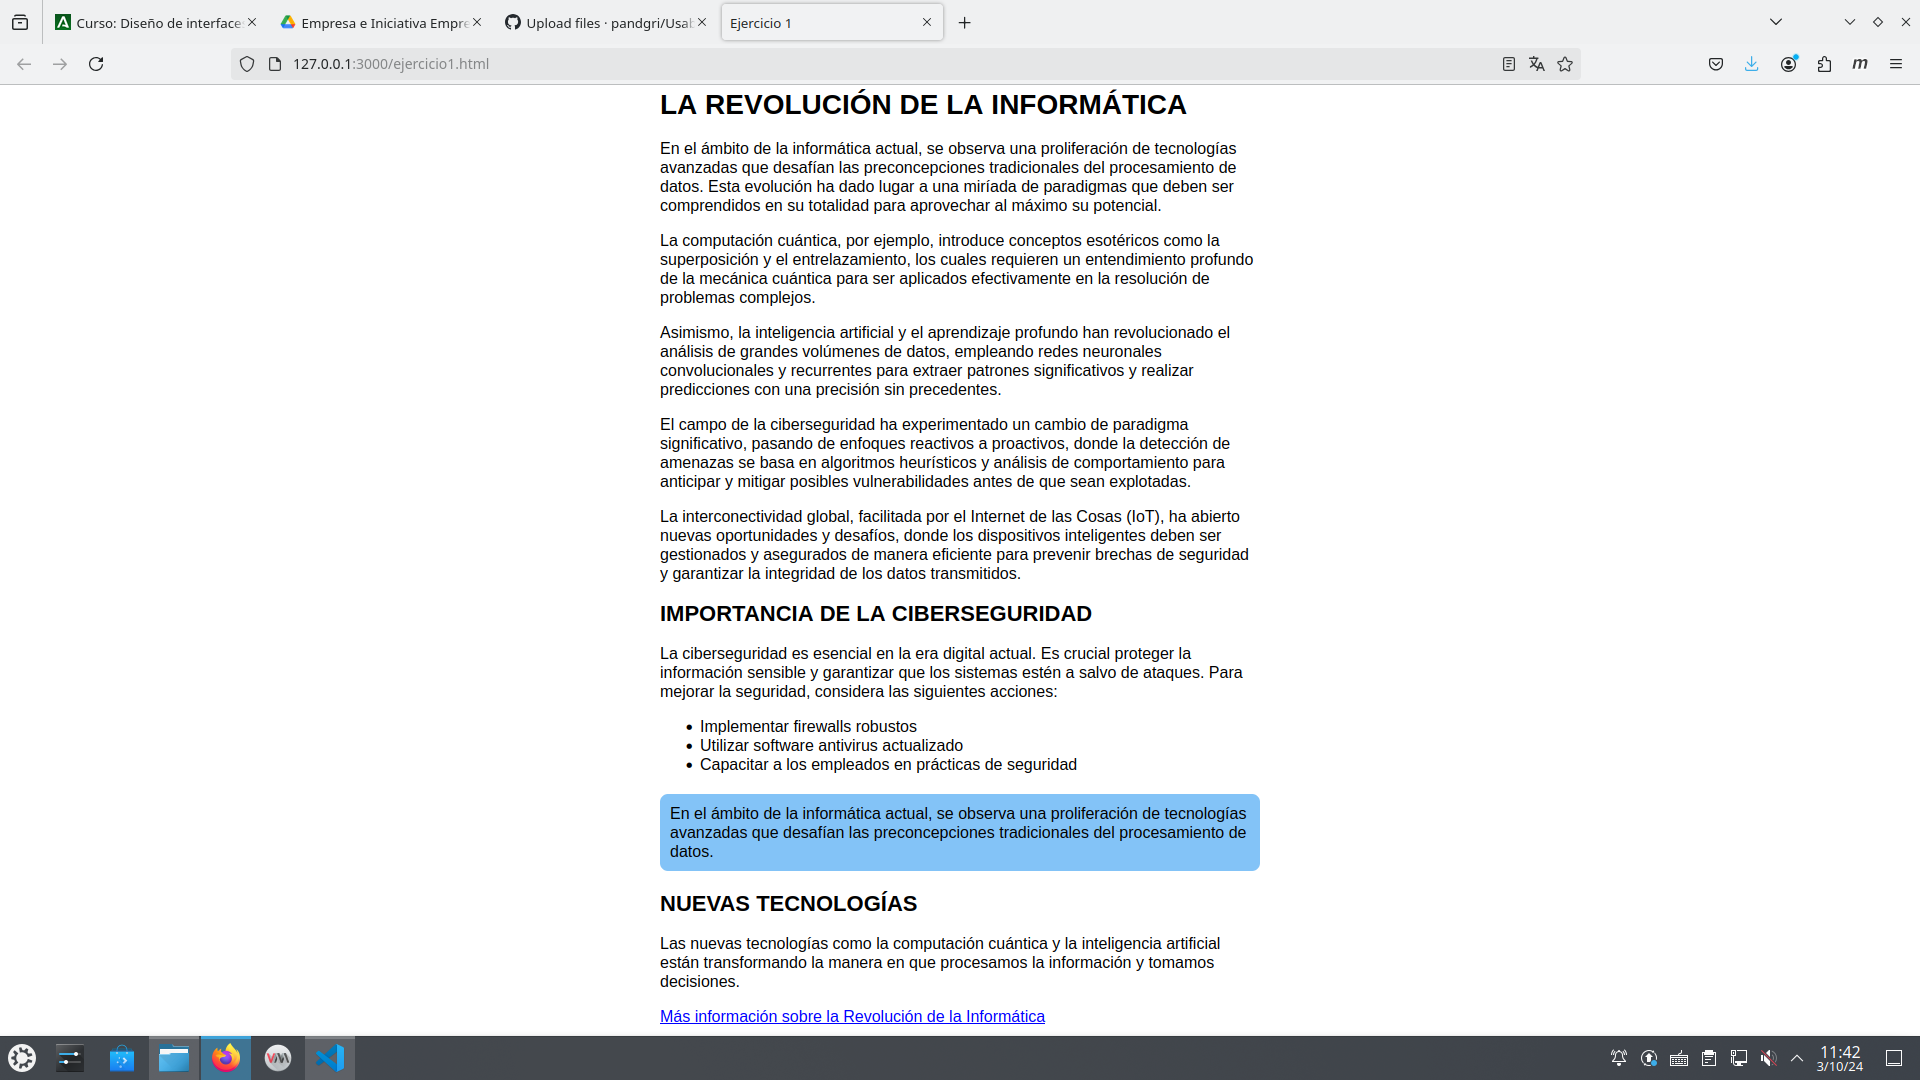 Curso: Diseño de interface
Empresa e Iniciativa Empre
Upload files · pandgri/Usab
Ejercicio 1
127.0.0.1:3000/ejercicio1.html
m
LA REVOLUCIÓN DE LA INFORMÁTICA
En el ámbito de la informática actual, se observa una proliferación de tecnologías
avanzadas que desafían las preconcepciones tradicionales del procesamiento de
datos. Esta evolución ha dado lugar a una miríada de paradigmas que deben ser
comprendidos en su totalidad para aprovechar al máximo su potencial.
La computación cuántica, por ejemplo, introduce conceptos esotéricos como la
superposición y el entrelazamiento, los cuales requieren un entendimiento profundo
de la mecánica cuántica para ser aplicados efectivamente en la resolución de
problemas complejos.
Asimismo, la inteligencia artificial y el aprendizaje profundo han revolucionado el
análisis de grandes volúmenes de datos, empleando redes neuronales
convolucionales y recurrentes para extraer patrones significativos y realizar
predicciones con una precisión sin precedentes.
El campo de la ciberseguridad ha experimentado un cambio de paradigma
significativo, pasando de enfoques reactivos a proactivos, donde la detección de
amenazas se basa en algoritmos heurísticos y análisis de comportamiento para
anticipar y mitigar posibles vulnerabilidades antes de que sean explotadas.
La interconectividad global, facilitada por el Internet de las Cosas (IoT), ha abierto
nuevas oportunidades y desafíos, donde los dispositivos inteligentes deben ser
gestionados y asegurados de manera eficiente para prevenir brechas de seguridad
y garantizar la integridad de los datos transmitidos.
IMPORTANCIA DE LA CIBERSEGURIDAD
La ciberseguridad es esencial en la era digital actual. Es crucial proteger la
información sensible y garantizar que los sistemas estén a salvo de ataques. Para
mejorar la seguridad, considera las siguientes acciones:
• Implementar firewalls robustos
• Utilizar software antivirus actualizado
• Capacitar a los empleados en prácticas de seguridad
En el ámbito de la informática actual, se observa una proliferación de tecnologías
avanzadas que desafían las preconcepciones tradicionales del procesamiento de
datos.
NUEVAS TECNOLOGÍAS
Las nuevas tecnologías como la computación cuántica y la inteligencia artificial
están transformando la manera en que procesamos la información y tomamos
decisiones.
Más información sobre la Revolución de la Informática
11:42
3/10/24